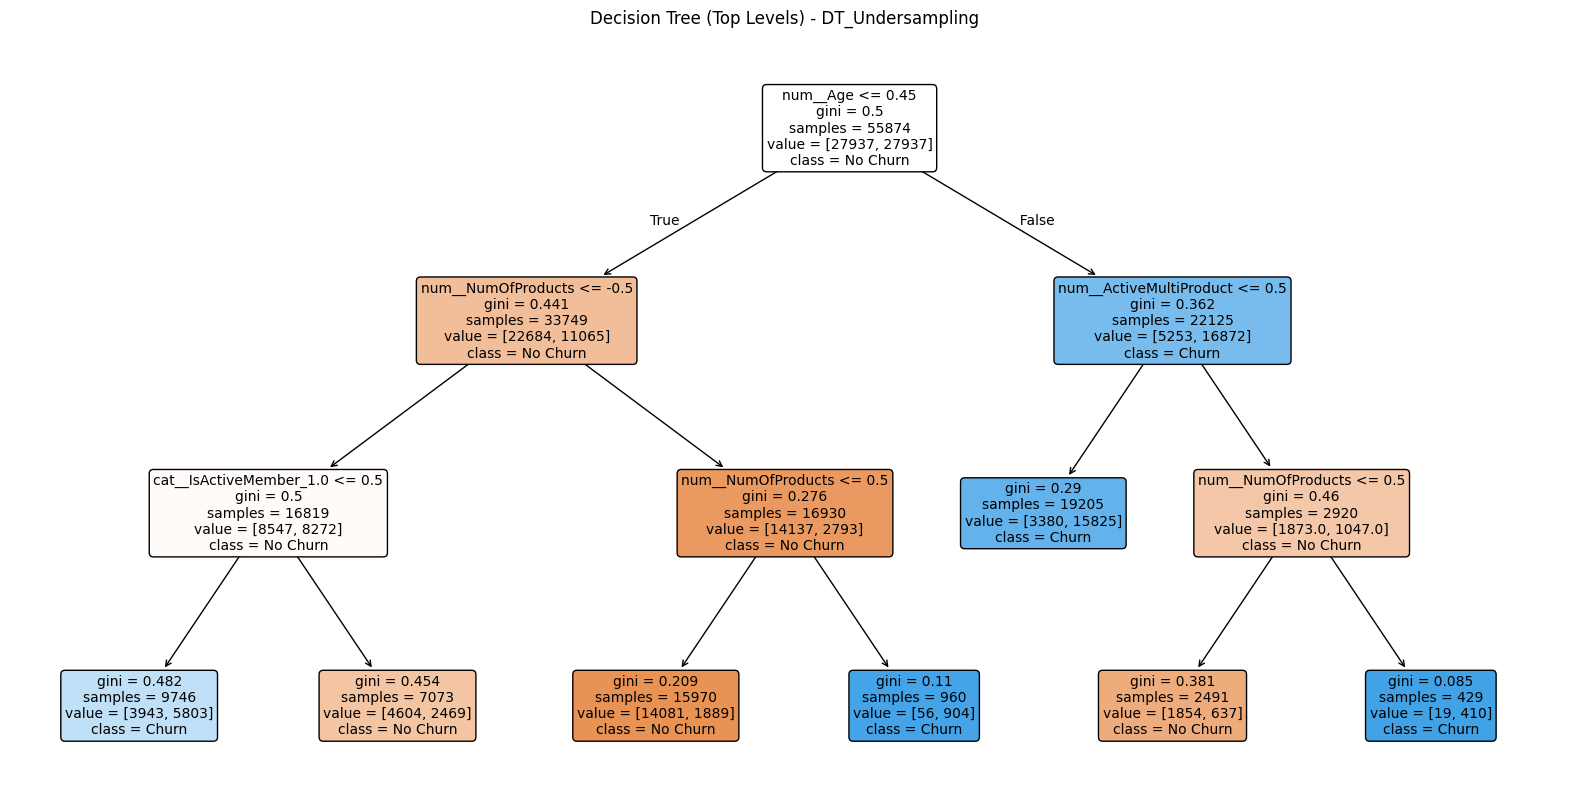 Decision Tree (Top Levels) - DT_Undersampling
num__Age <= 0.45
gini = 0.5
samples = 55874
value = [27937, 27937]
class = No Churn
True
False
num__NumOfProducts <= -0.5
gini = 0.441
samples = 33749
value = [22684, 11065]
class = No Churn
num__ActiveMultiProduct <= 0.5
gini = 0.362
samples = 22125
value = [5253, 16872]
class = Churn
cat__IsActiveMember_1.0 <= 0.5
gini = 0.5
samples = 16819
value = [8547, 8272]
class = No Churn
num__NumOfProducts <= 0.5
gini = 0.276
samples = 16930
value = [14137, 2793]
class = No Churn
gini = 0.29
samples = 19205
value = [3380, 15825]
class = Churn
num__NumOfProducts <= 0.5
gini = 0.46
samples = 2920
value = [1873.0, 1047.0]
class = No Churn
gini = 0.482
samples = 9746
value = [3943, 5803]
class = Churn
gini = 0.454
samples = 7073
value = [4604, 2469]
class = No Churn
gini = 0.209
samples = 15970
value = [14081, 1889]
class = No Churn
gini = 0.11
samples = 960
value = [56, 904]
class = Churn
gini = 0.381
samples = 2491
value = [1854, 637]
class = No Churn
gini = 0.085
samples = 429
value = [19, 410]
class = Churn